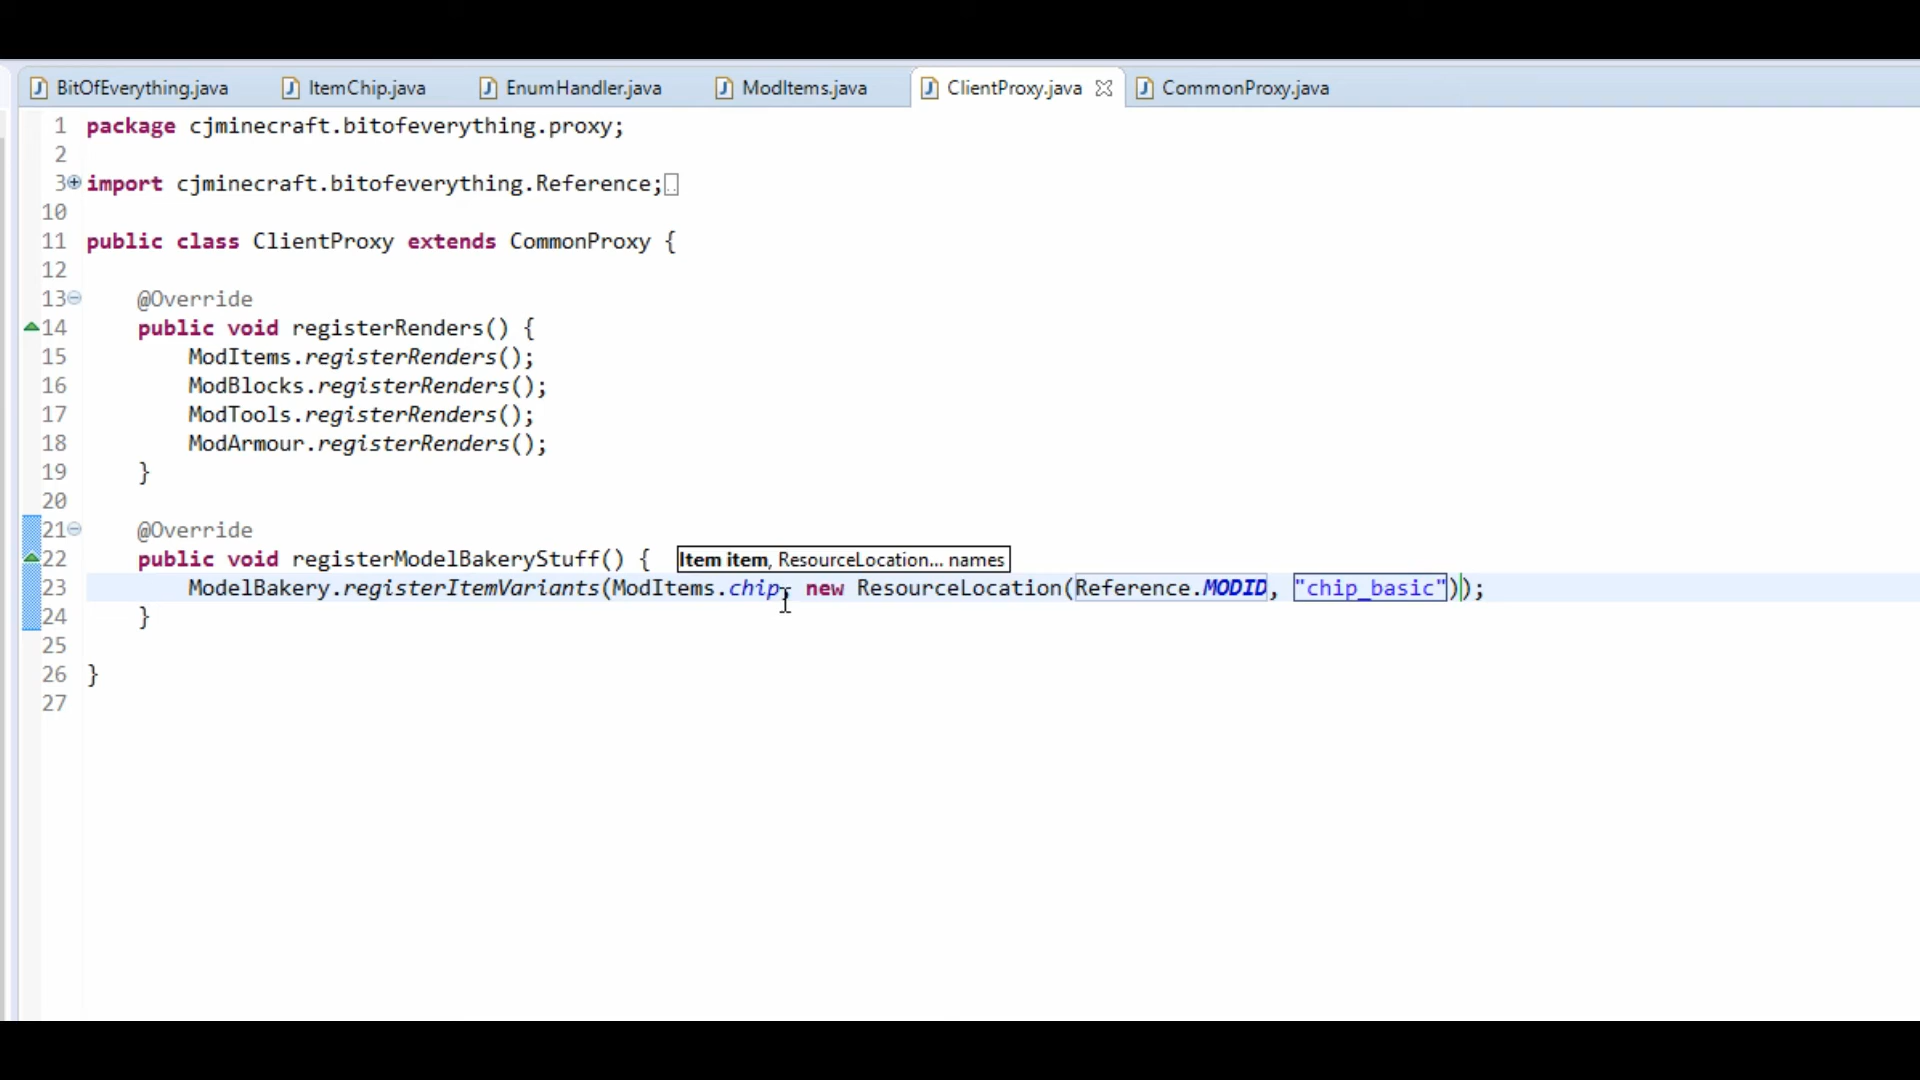 BitOfEverything.java ItemChip.java EnumHandler.java ModItems.java ClientProxy.java CommonProxy.java
1 package cjminecraft.bitofeverything.proxy;
2
3 import cjminecraft.bitofeverything.Reference;
10
11 public class ClientProxy extends CommonProxy {
12
13 @Override
14 public void registerRenders() {
15 ModItems.registerRenders();
16 ModBlocks.registerRenders();
17 ModTools.registerRenders();
18 ModArmour.registerRenders();
19 }
20
21 @Override
22 public void registerModelBakeryStuff() { Item item, ResourceLocation... names
23 ModelBakery.registerItemVariants(ModItems.chip, new ResourceLocation(Reference.MODID, "chip_basic"));
24 }
25
26 }
27